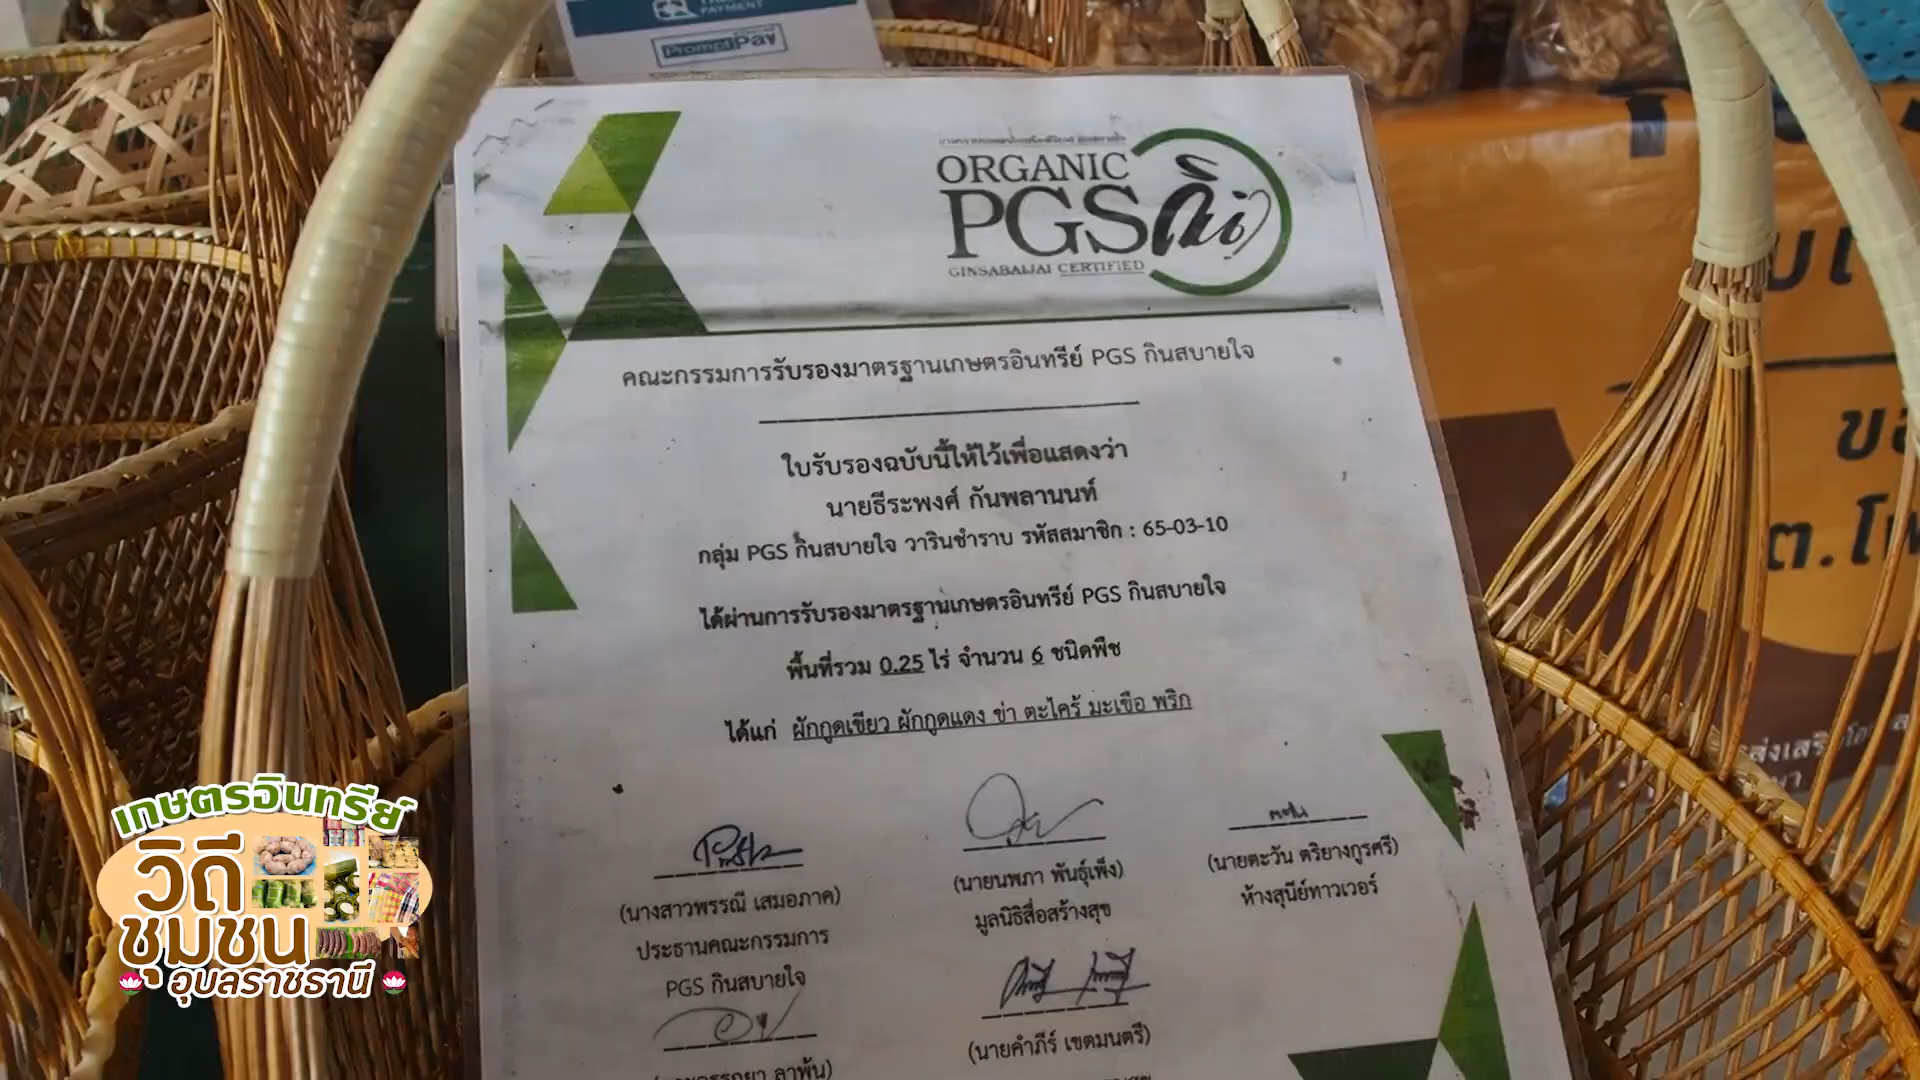 PAYMENT
PromptPay
ORGANIC
PGS กิน
GINSABAIJAI CERTIFIED
คณะกรรมการรับรองมาตรฐานเกษตรอินทรีย์ PGS กินสบายใจ
ใบรับรองฉบับนี้ให้ไว้เพื่อแสดงว่า
นายธีระพงศ์ กันพลานนท์
กลุ่ม PGS กินสบายใจ วารินชำราบ รหัสสมาชิก : 65-03-10
ได้ผ่านการรับรองมาตรฐานเกษตรอินทรีย์ PGS กินสบายใจ
พื้นที่รวม 0.25 ไร่ จำนวน 6 ชนิดพืช
ได้แก่ ผักกูดเขียว ผักกูดแดง ข่า ตะไคร้ มะเขือ พริก
(นางสาวพรรณี เสมอภาค)
ประธานคณะกรรมการ
PGS กินสบายใจ
(นายนพภา พันธุ์เพ็ง)
มูลนิธิสื่อสร้างสุข
(นายตะวัน ตริยางกูรศรี)
ห้างสุนีย์ทาวเวอร์
(นายคำภีร์ เขตมนตรี)
ลาพ้น)
ต.โพ
ส่งเสริม
เกษตรอินทรีย์
วิถี
ชุมชน
อุบลราชธานี